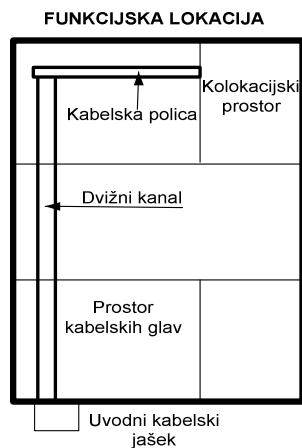 FUNKCIJSKA LOKACIJA
Kolokacijski
prostor
Kabelska polica
Dvižni kanal
Prostor
kabelskih glav
Uvodni kabelski
jašek